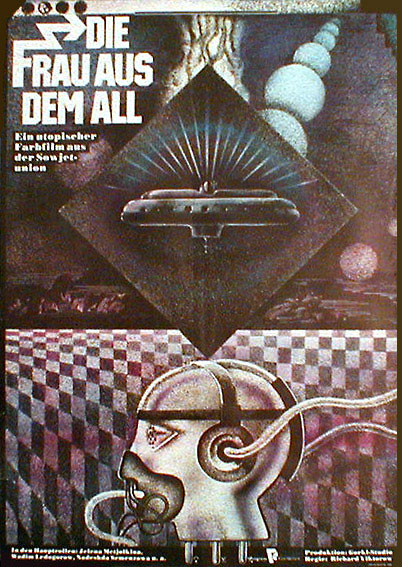 DIE
FRAU AUS
DEM ALL
Ein utopischer
Farbfilm aus
der Sowjet-
union
In den Hauptrollen: Jelena Metjolkina,
Wadim Ledogorow, Nadeshda Semenzowa u. a.
Produktion: Gorki-Studio
Regie: Richard Viktorow